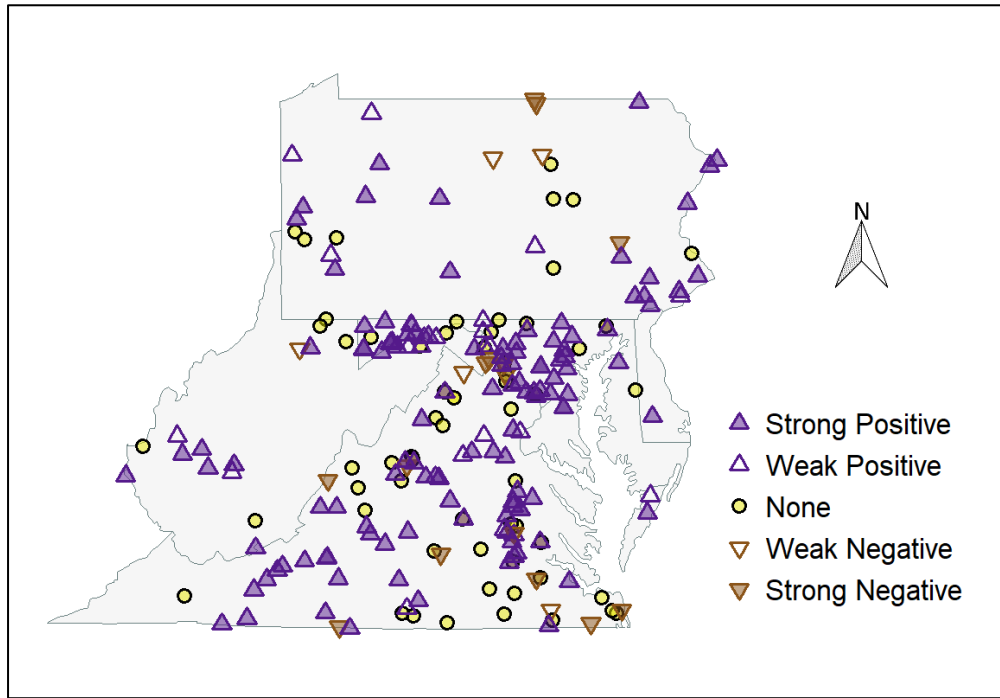 N
Strong Positive
Weak Positive
None
Weak Negative
Strong Negative